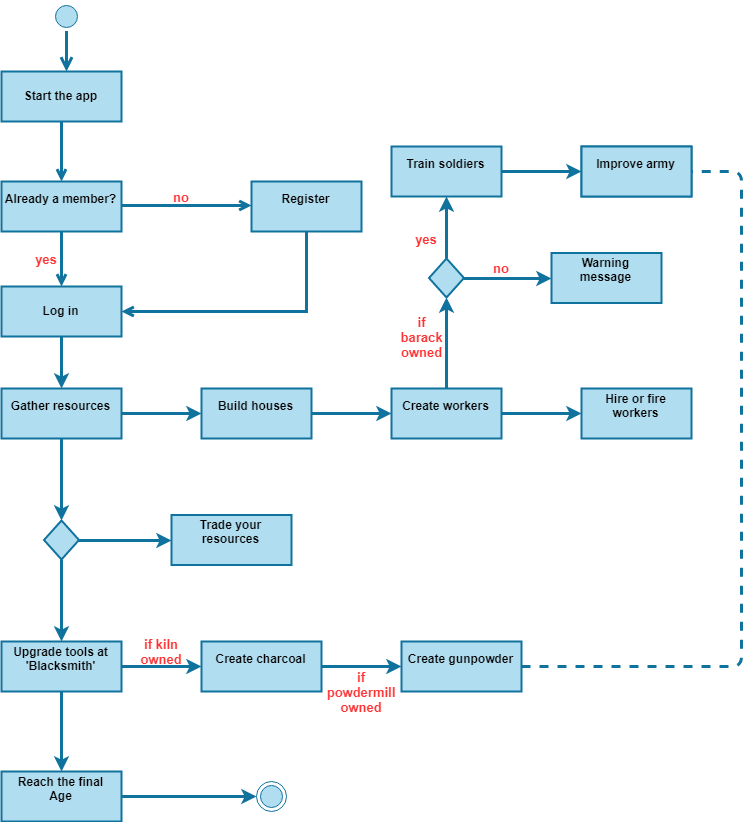 Start the app
Already a member?
no
Register
yes
Log in
Train soldiers
Improve army
yes
no
Warning
message
if
barack
owned
Gather resources
Build houses
Create workers
Hire or fire
workers
Trade your
resources
Upgrade tools at
'Blacksmith'
if kiln
owned
Create charcoal
if
powdermill
owned
Create gunpowder
Reach the final
Age